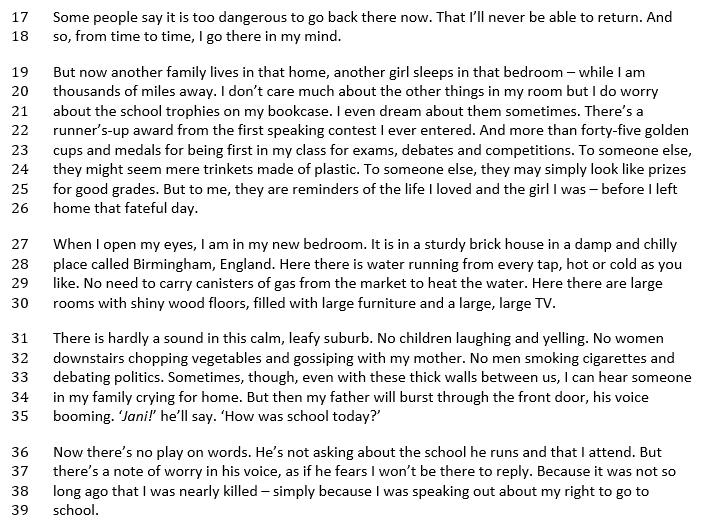 17 Some people say it is too dangerous to go back there now. That I’ll never be able to return. And
18 so, from time to time, I go there in my mind.
19 But now another family lives in that home, another girl sleeps in that bedroom – while I am
20 thousands of miles away. I don’t care much about the other things in my room but I do worry
21 about the school trophies on my bookcase. I even dream about them sometimes. There’s a
22 runner’s-up award from the first speaking contest I ever entered. And more than forty-five golden
23 cups and medals for being first in my class for exams, debates and competitions. To someone else,
24 they might seem mere trinkets made of plastic. To someone else, they may simply look like prizes
25 for good grades. But to me, they are reminders of the life I loved and the girl I was – before I left
26 home that fateful day.
27 When I open my eyes, I am in my new bedroom. It is in a sturdy brick house in a damp and chilly
28 place called Birmingham, England. Here there is water running from every tap, hot or cold as you
29 like. No need to carry canisters of gas from the market to heat the water. Here there are large
30 rooms with shiny wood floors, filled with large furniture and a large, large TV.
31 There is hardly a sound in this calm, leafy suburb. No children laughing and yelling. No women
32 downstairs chopping vegetables and gossiping with my mother. No men smoking cigarettes and
33 debating politics. Sometimes, though, even with these thick walls between us, I can hear someone
34 in my family crying for home. But then my father will burst through the front door, his voice
35 booming. ‘Jani!’ he’ll say. ‘How was school today?’
36 Now there’s no play on words. He’s not asking about the school he runs and that I attend. But
37 there’s a note of worry in his voice, as if he fears I won’t be there to reply. Because it was not so
38 long ago that I was nearly killed – simply because I was speaking out about my right to go to
39 school.